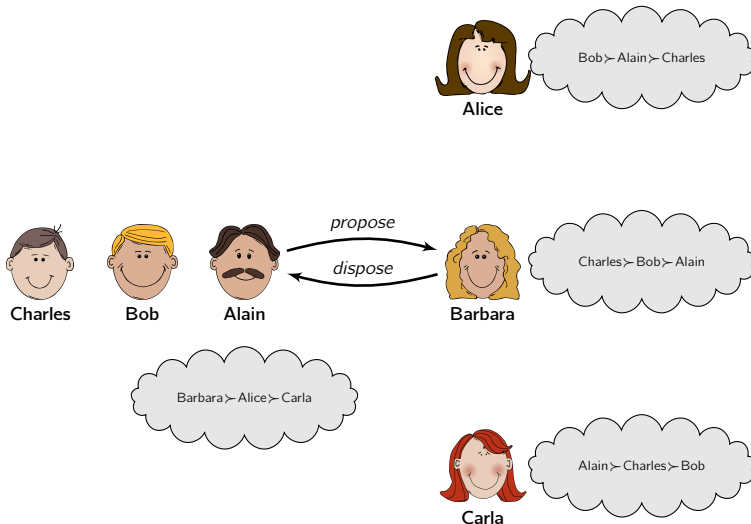 Bob≻Alain≻Charles
Alice
propose
dispose
Charles≻Bob≻Alain
Charles
Bob
Alain
Barbara
Barbara≻Alice≻Carla
Alain≻Charles≻Bob
Carla